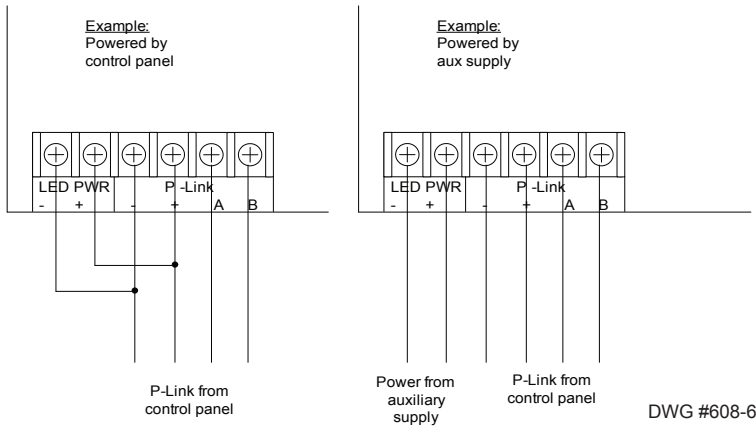 Example:
Powered by
control panel
LED PWR P -Link
- + - + A B
P-Link from
control panel
Example:
Powered by
aux supply
LED PWR P -Link
- + - + A B
Power from
auxiliary
supply
P-Link from
control panel
DWG #608-6